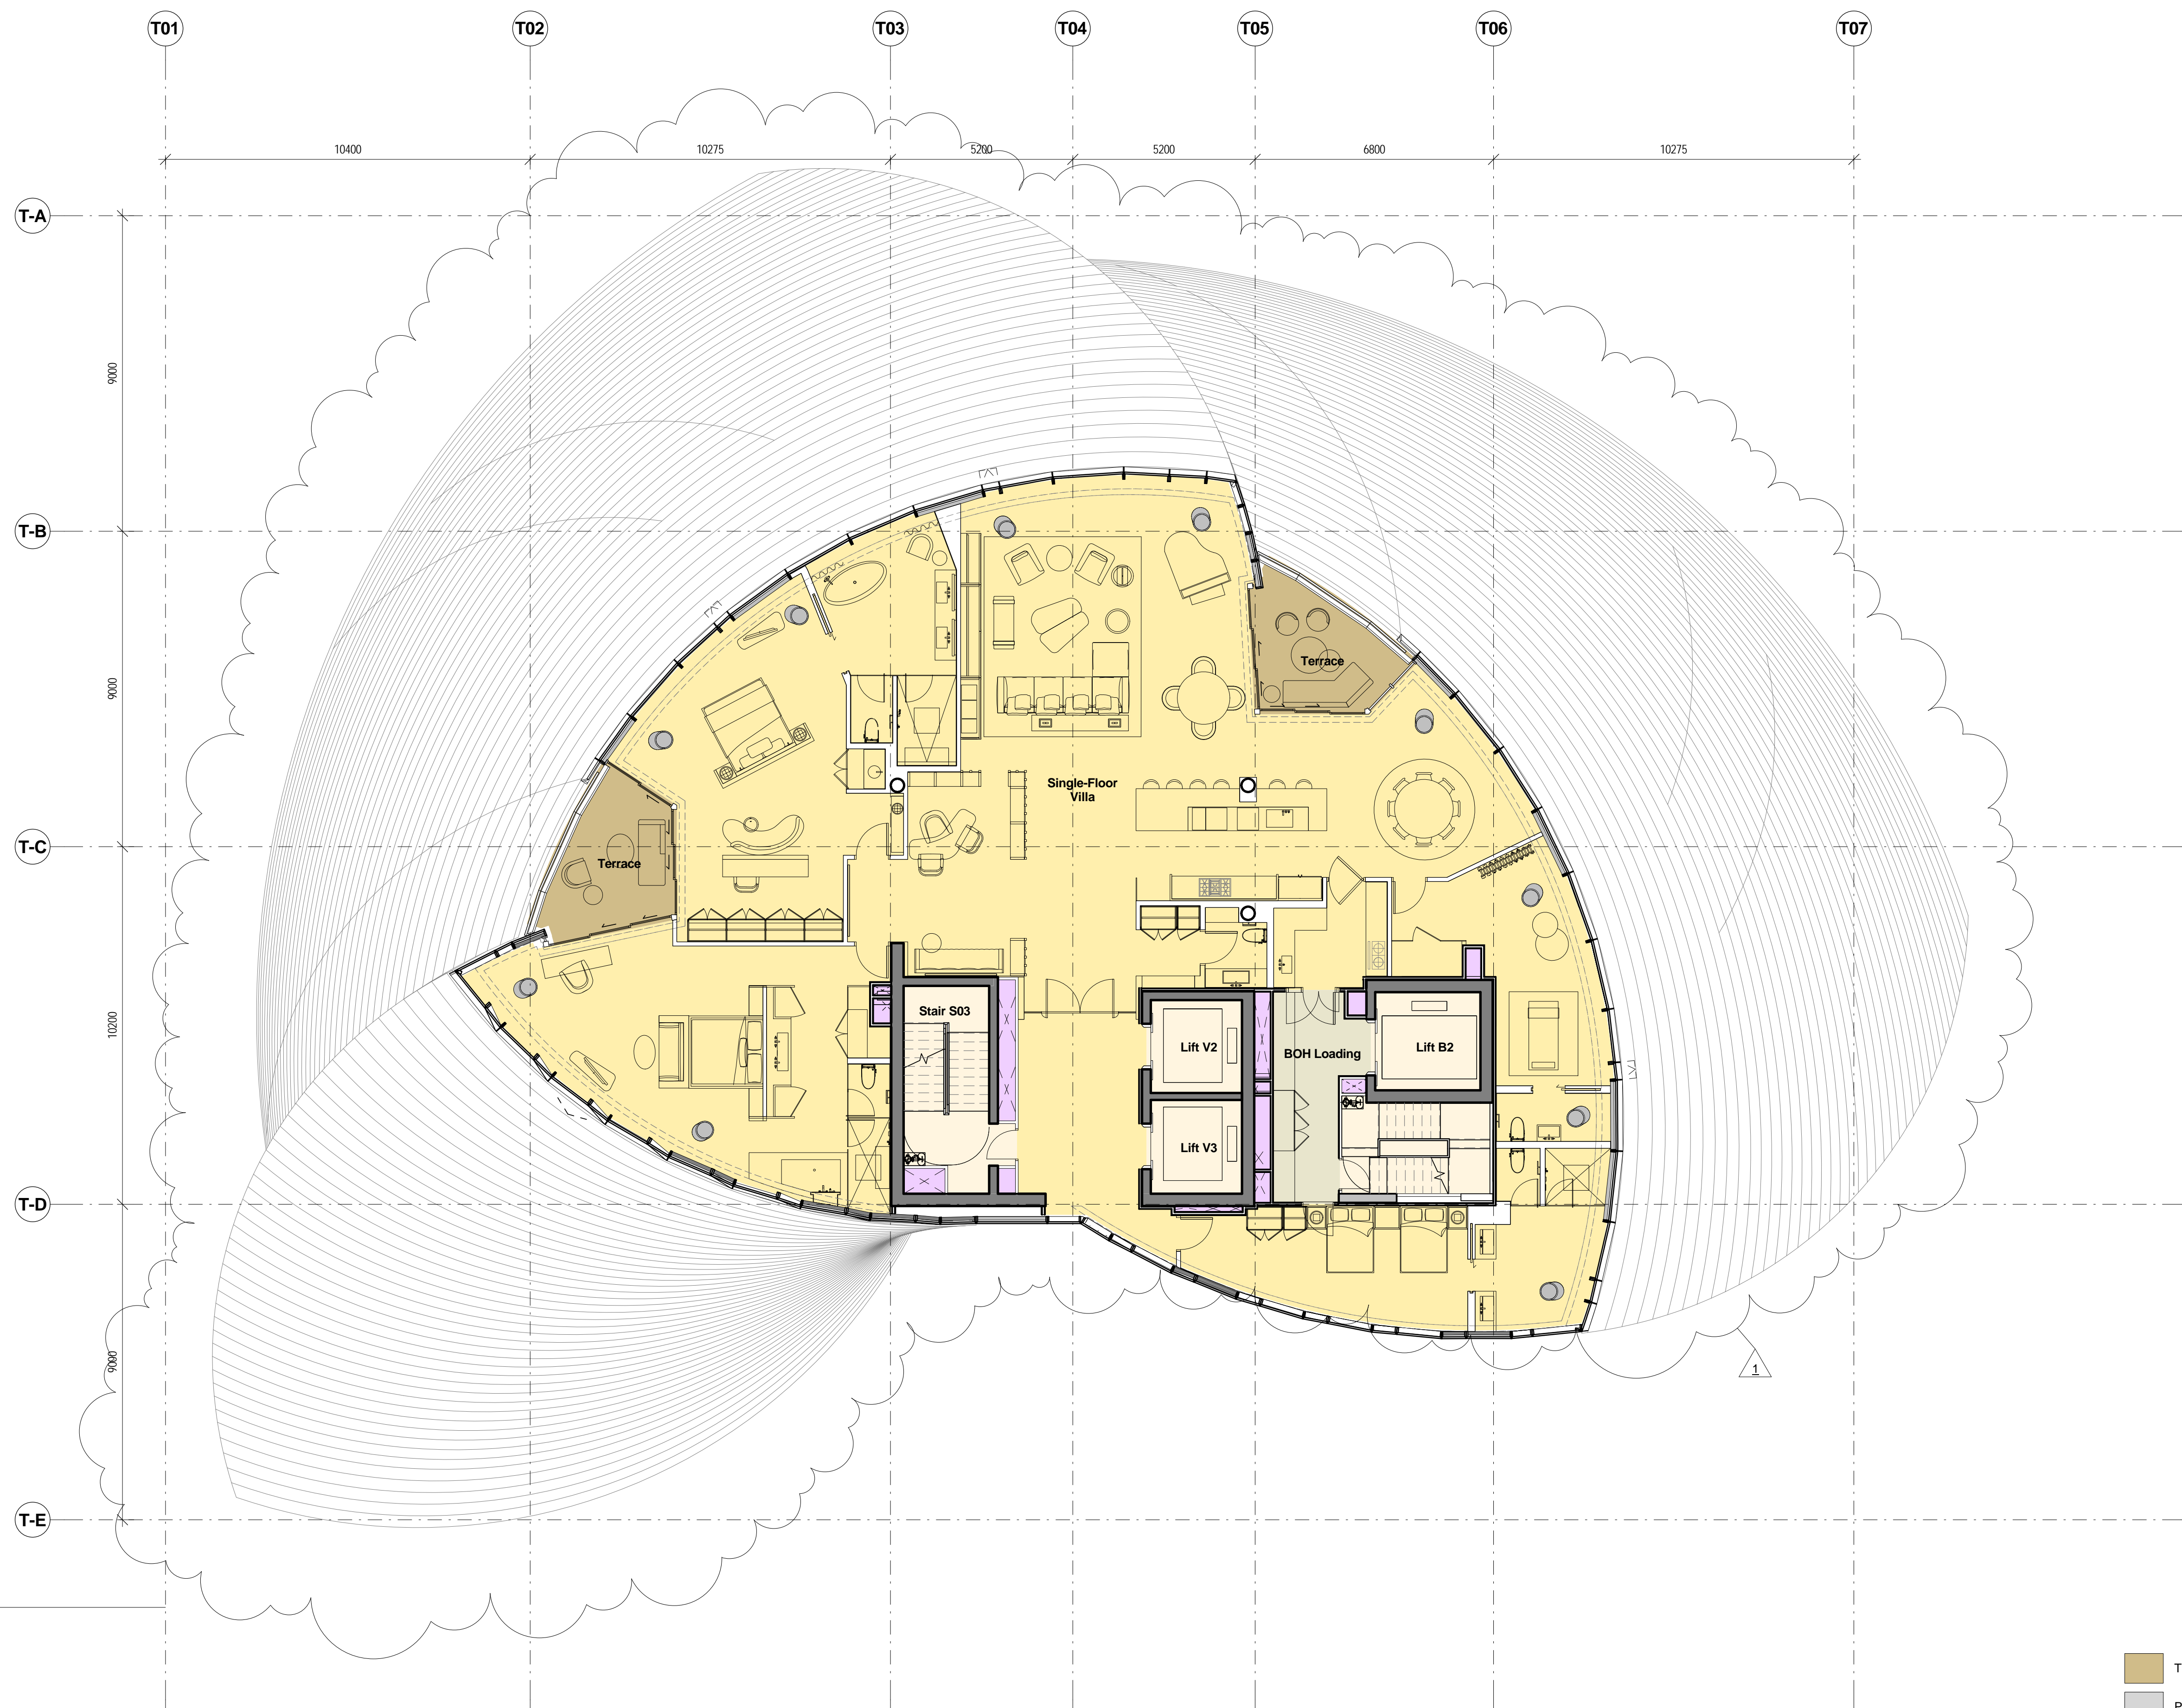 T01 T02 T03 T04 T05 T06 T07
10400 10275 5200 5200 6800 10275
T-A
9000
T-B
9000
Terrace
Single-Floor
Villa
T-C
Terrace
10200
Stair S03
Lift V2
BOH Loading
Lift B2
Lift V3
T-D
9000
1
T-E
T
P